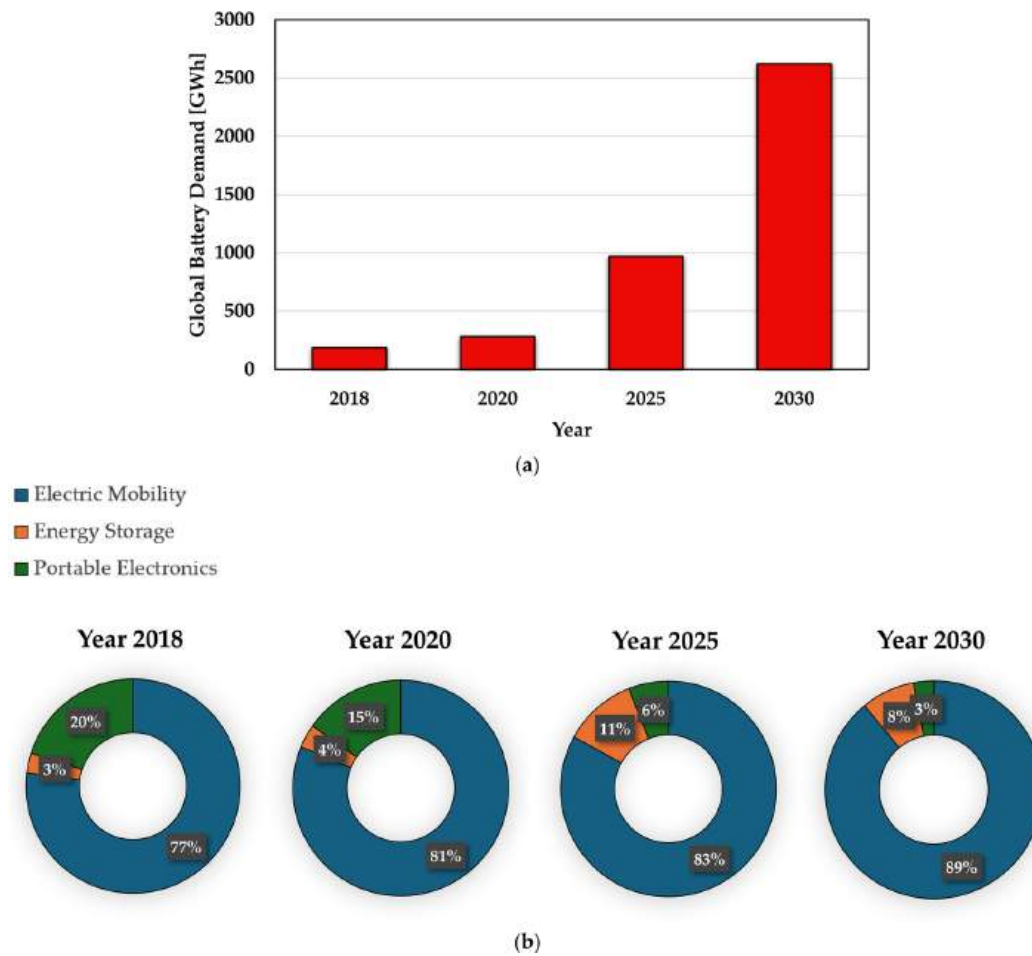 3000
2500
2000
1500
1000
500
0
Global Battery Demand [GWh]
2018 2020 2025 2030
Year
(a)
Electric Mobility
Energy Storage
Portable Electronics
Year 2018 Year 2020 Year 2025 Year 2030
20% 15% 6% 8% 3%
3% 4% 11%
77% 81% 83% 89%
(b)